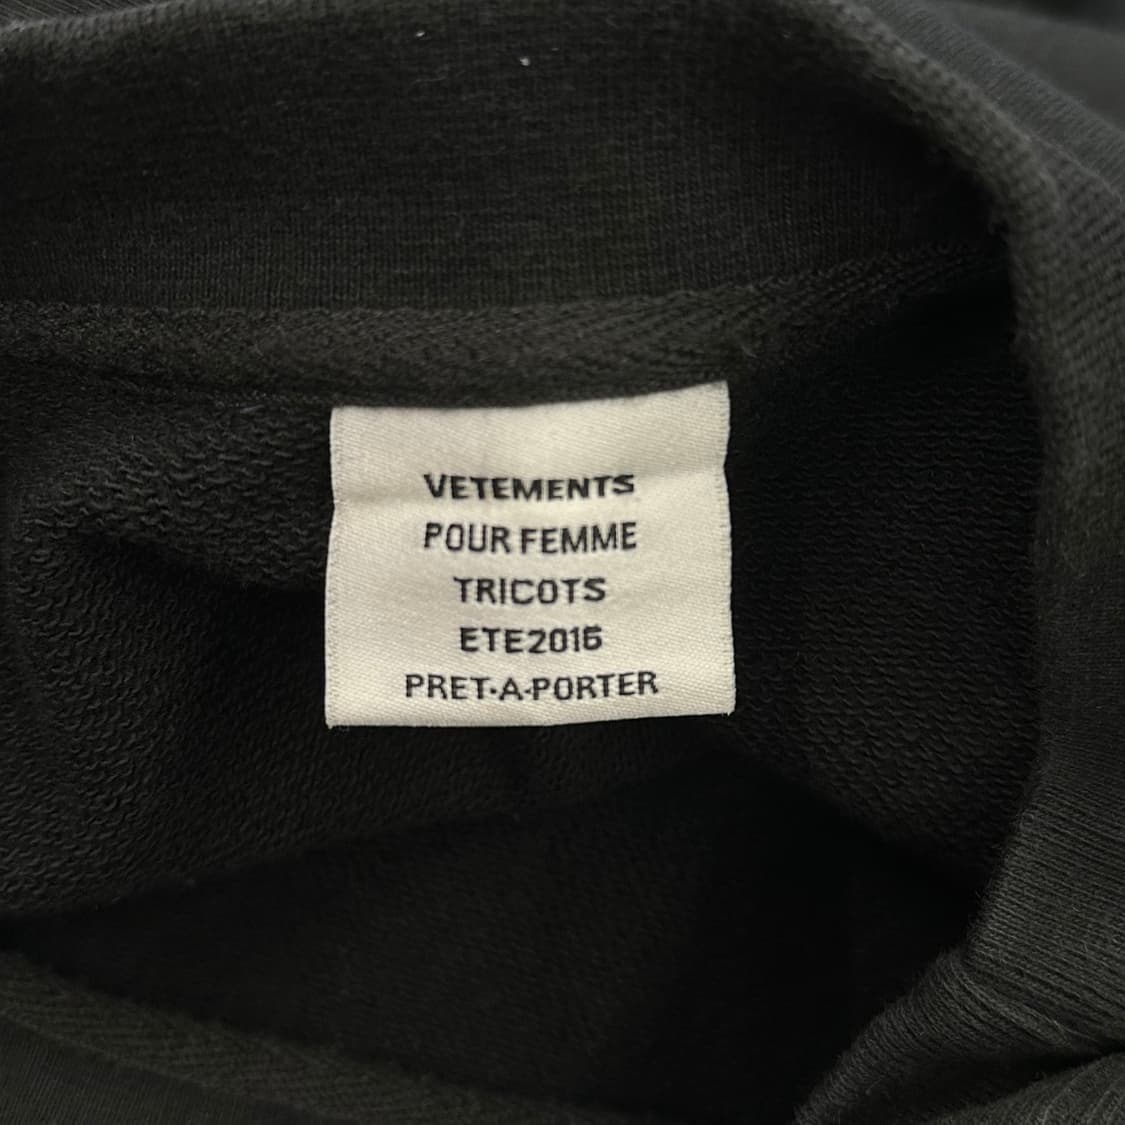 VETEMENTS
POUR FEMME
TRICOTS
ETE2016
PRET-A-PORTER